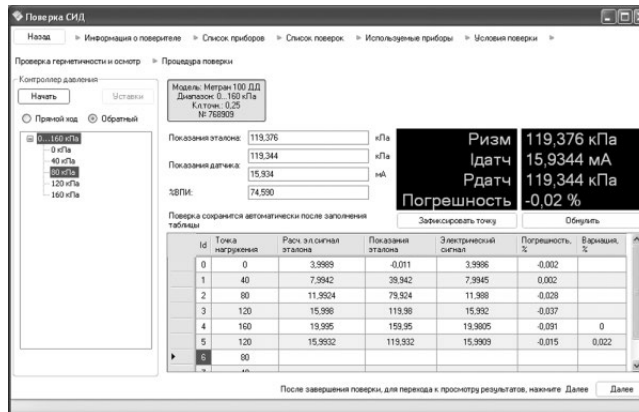 Поверка СИД
Назад Информация о поверителе Список приборов Список поверок Используемые приборы Условия поверки
Проверка герметичности и осмотр Процедура поверки
Контроллер давления
Начать Уставки
Прямой ход Обратный
0...160 кПа
0 кПа
40 кПа
80 кПа
120 кПа
160 кПа
Модель: Метран 100 ДД
Диапазон: 0...160 кПа
Кл.точн.: 0,25
№ 768909
Показания эталона: 119,376 кПа
Показания датчика: 119,344 кПа
15,934 мА
%ВПИ: 74,590
Ризм 119,376 кПа
Iдатч 15,9344 мА
Рдатч 119,344 кПа
Погрешность -0,02 %
Поверка сохранится автоматически после заполнения таблицы
Зафиксировать точку Обнулить
Id Точка нагружения Расч. эл.сигнал эталона Показания эталона Электрический сигнал Погрешность, % Вариация, %
0 0 3,9989 -0,011 3,9986 -0,002
1 40 7,9942 39,942 7,9945 0,002
2 80 11,9924 79,924 11,988 -0,028
3 120 15,998 119,98 15,992 -0,037
4 160 19,995 159,95 19,9805 -0,091 0
5 120 15,9932 119,932 15,9909 -0,015 0,022
6 80
После завершения поверки, для перехода к просмотру результатов, нажмите Далее Далее